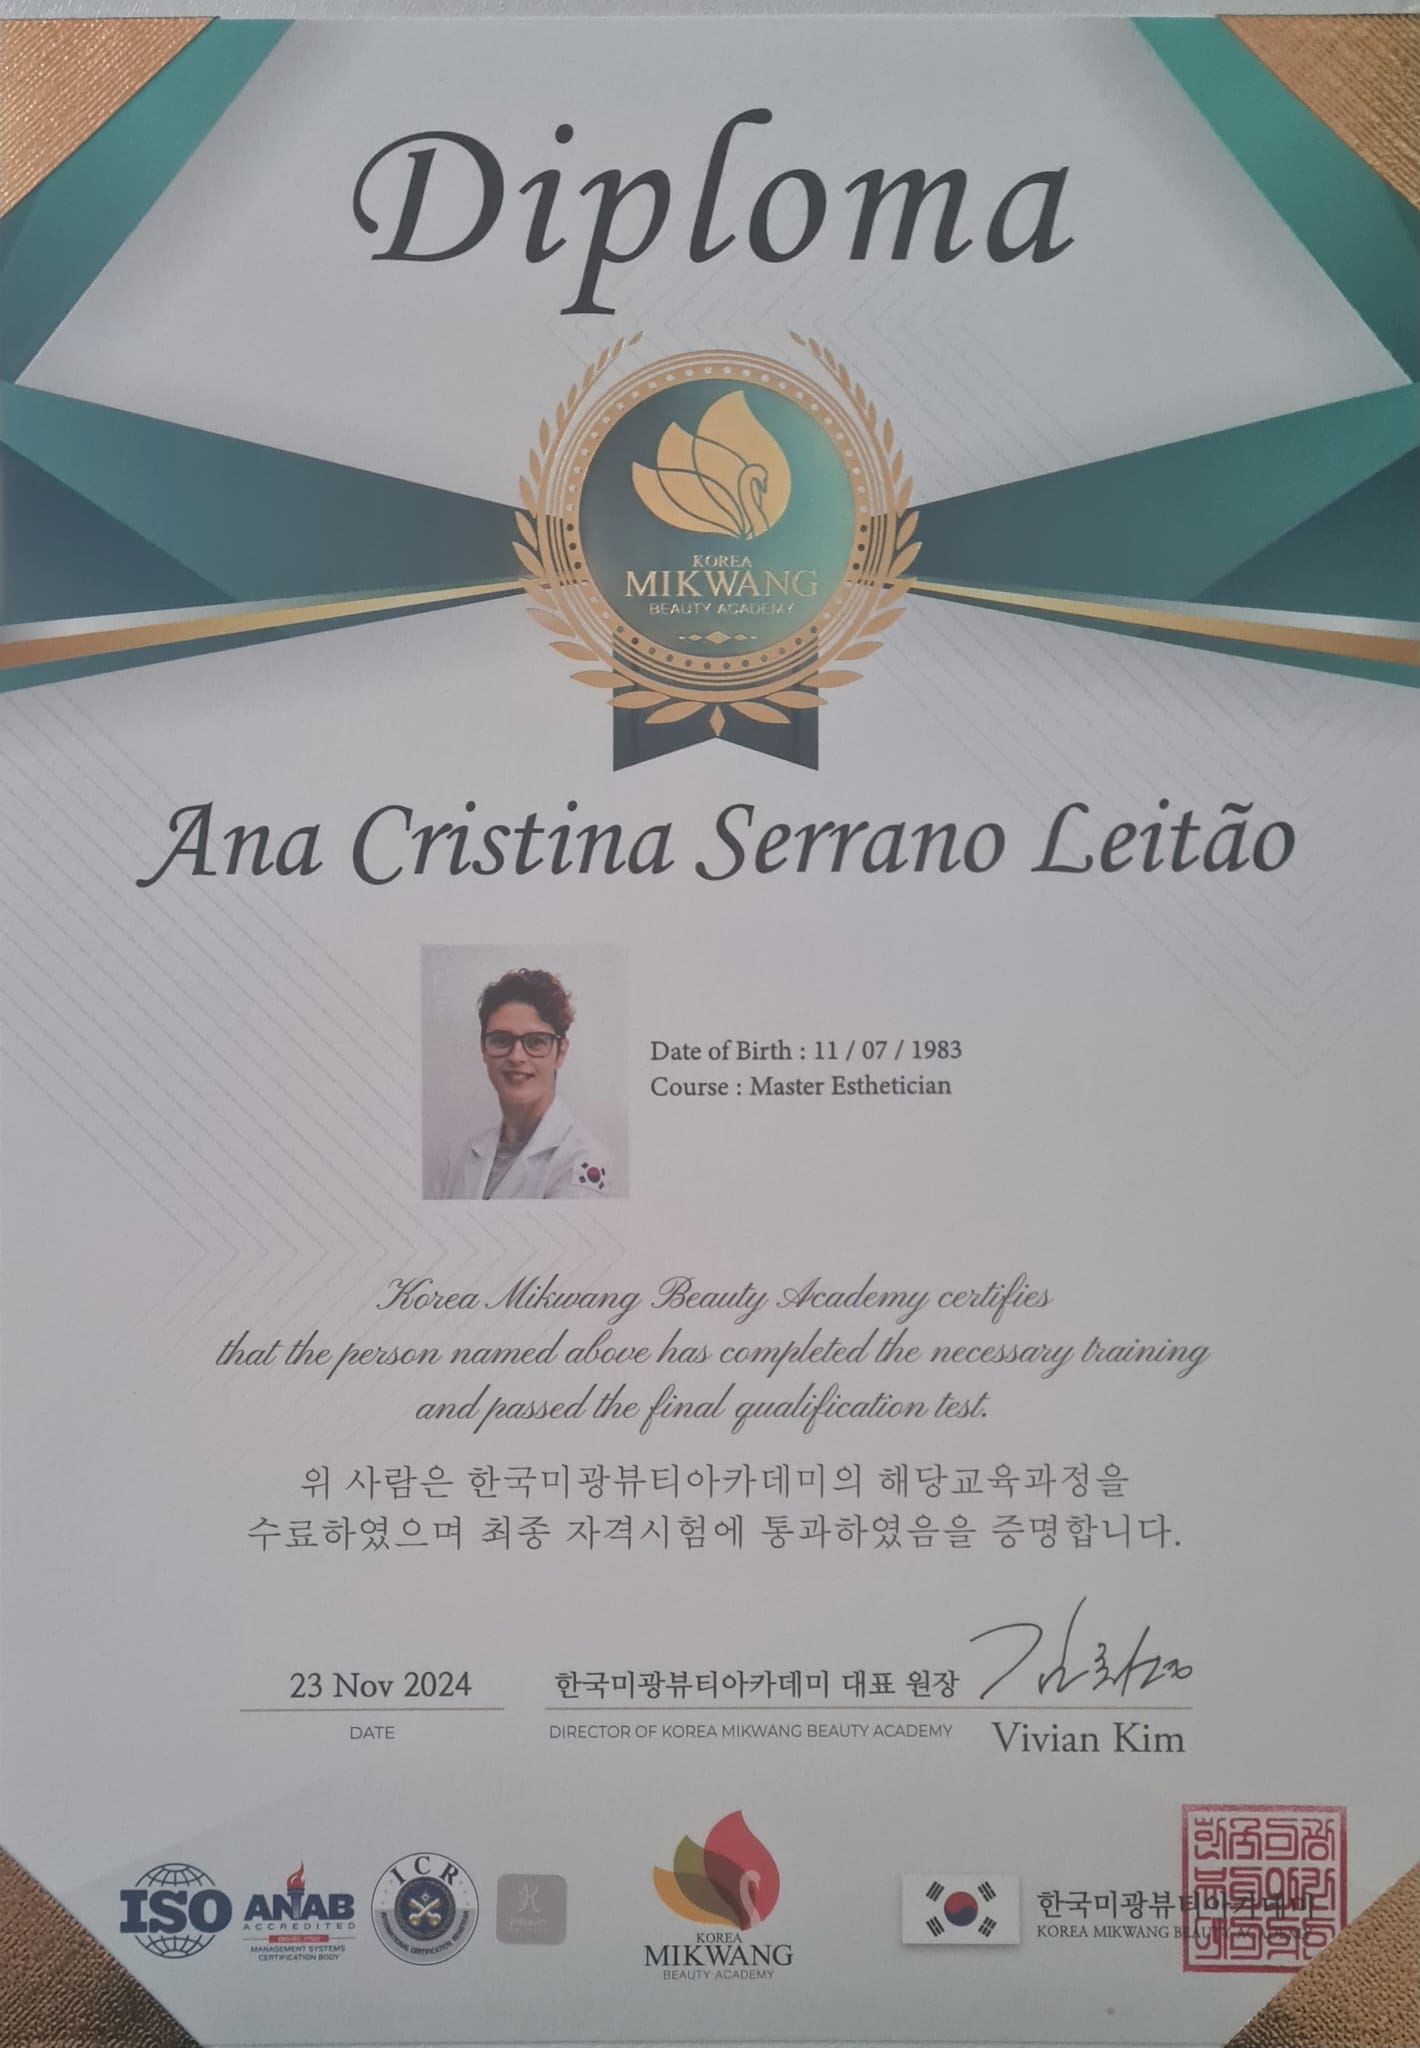 Diploma
KOREA
MIKWANG
BEAUTY ACADEMY
Ana Cristina Serrano Leitão
Date of Birth : 11 / 07 / 1983
Course : Master Esthetician
Korea Mikwang Beauty Academy certifies
that the person named above has completed the necessary training
and passed the final qualification test.
위 사람은 한국미광뷰티아카데미의 해당교육과정을
수료하였으며 최종 자격시험에 통과하였음을 증명합니다.
23 Nov 2024
DATE
한국미광뷰티아카데미 대표 원장
DIRECTOR OF KOREA MIKWANG BEAUTY ACADEMY
Vivian Kim
ISO
ANAB
ACCREDITED
MANAGEMENT SYSTEMS
CERTIFICATION BODY
ICR
KOREA
MIKWANG
BEAUTY ACADEMY
한국미광뷰티아카데미
KOREA MIKWANG BEAUTY ACADEMY